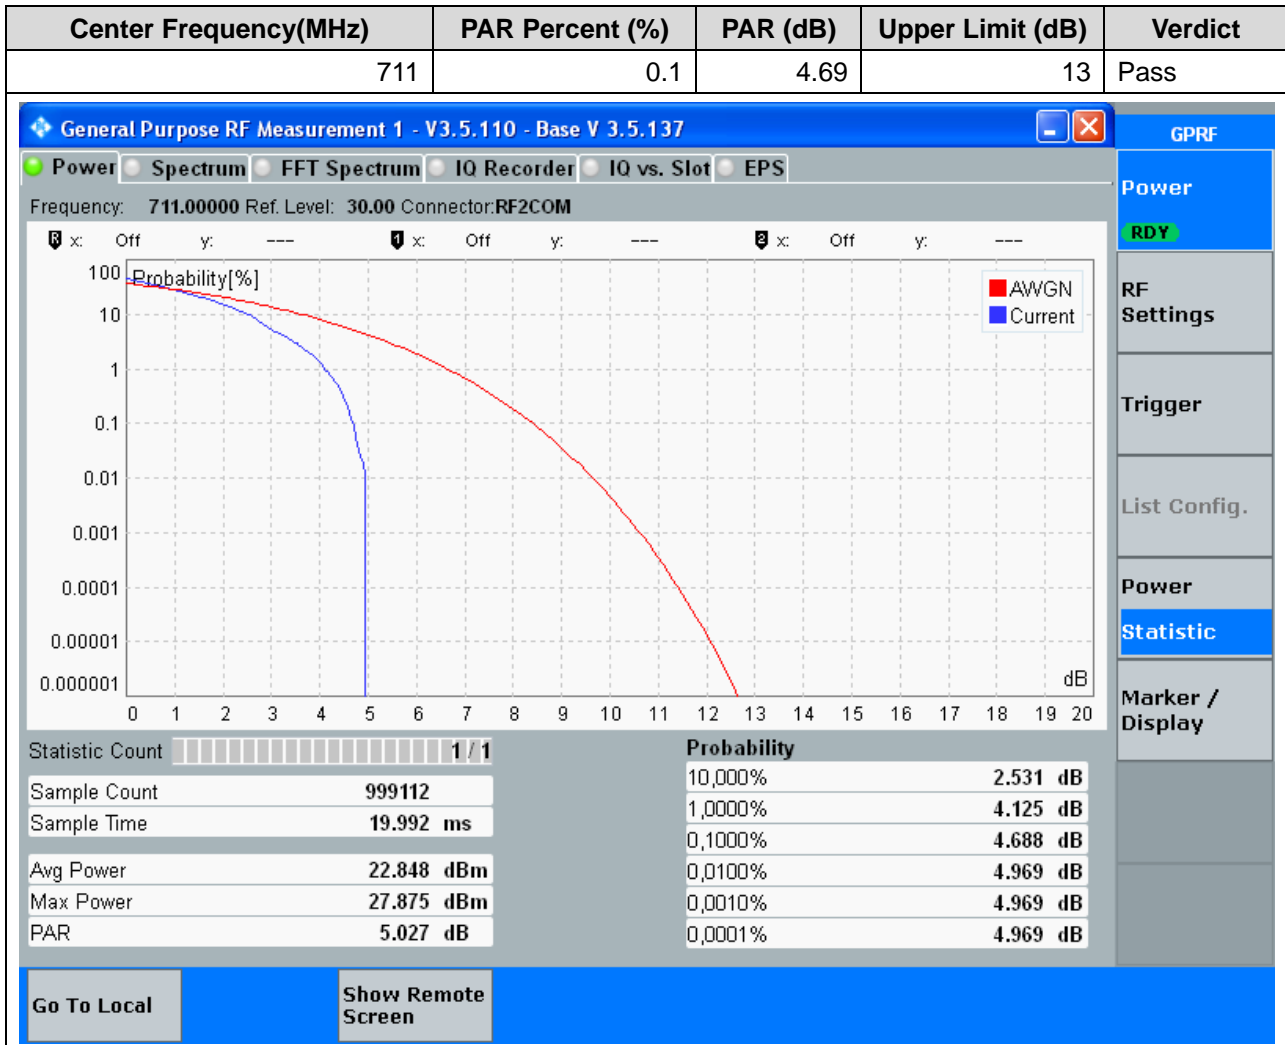 Center Frequency(MHz) PAR Percent (%) PAR (dB) Upper Limit (dB) Verdict
711 0.1 4.69 13 Pass
General Purpose RF Measurement 1 - V3.5.110 - Base V 3.5.137
GPRF
Power Spectrum FFT Spectrum IQ Recorder IQ vs. Slot EPS
Frequency: 711.00000 Ref. Level: 30.00 Connector:RF2COM
R x: Off y: --- 1 x: Off y: --- 2 x: Off y: ---
Probability[%]
AWGN
Current
100
10
1
0.1
0.01
0.001
0.0001
0.00001
0.000001
dB
0 1 2 3 4 5 6 7 8 9 10 11 12 13 14 15 16 17 18 19 20
Statistic Count 1 / 1
Sample Count 999112
Sample Time 19.992 ms
Avg Power 22.848 dBm
Max Power 27.875 dBm
PAR 5.027 dB
Probability
10,000% 2.531 dB
1,0000% 4.125 dB
0,1000% 4.688 dB
0,0100% 4.969 dB
0,0010% 4.969 dB
0,0001% 4.969 dB
Power
RDY
RF
Settings
Trigger
List Config.
Power
Statistic
Marker /
Display
Go To Local
Show Remote
Screen